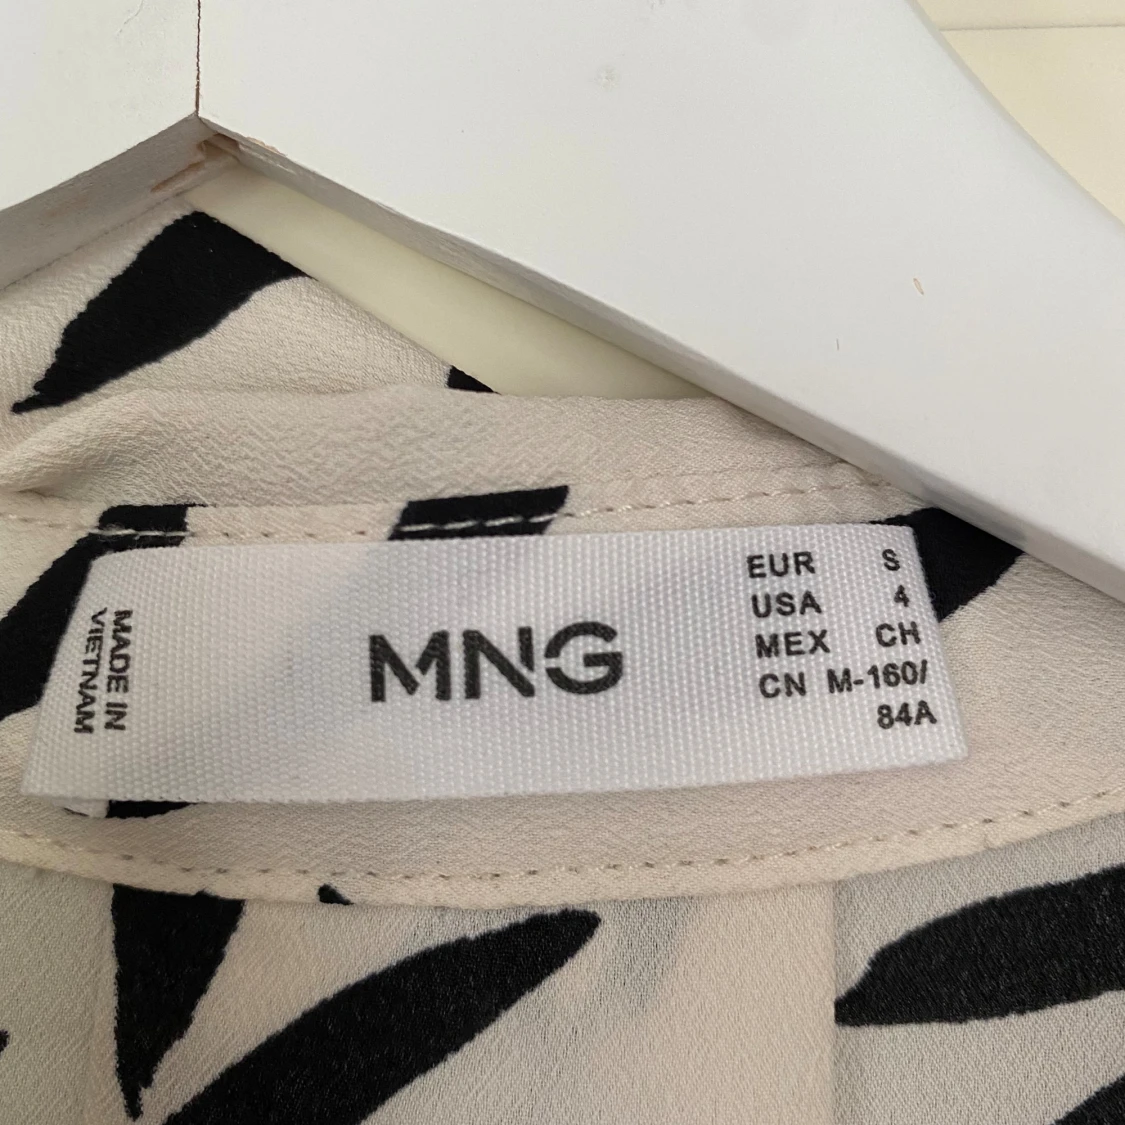 MADE IN
VIETNAM
MNG
EUR S
USA 4
MEX CH
CN M-160/
84A